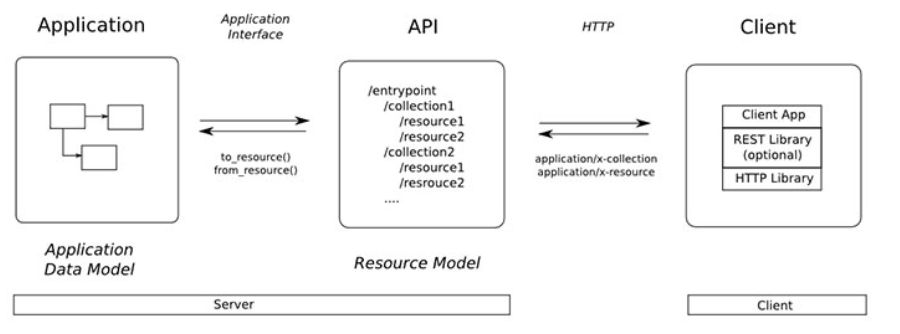 Application
Application
Interface
API
HTTP
Client
/entrypoint
/collection1
/resource1
/resource2
/collection2
/resource1
/resrouce2
....
to_resource()
from_resource()
application/x-collection
application/x-resource
Client App
REST Library
(optional)
HTTP Library
Application
Data Model
Resource Model
Server
Client